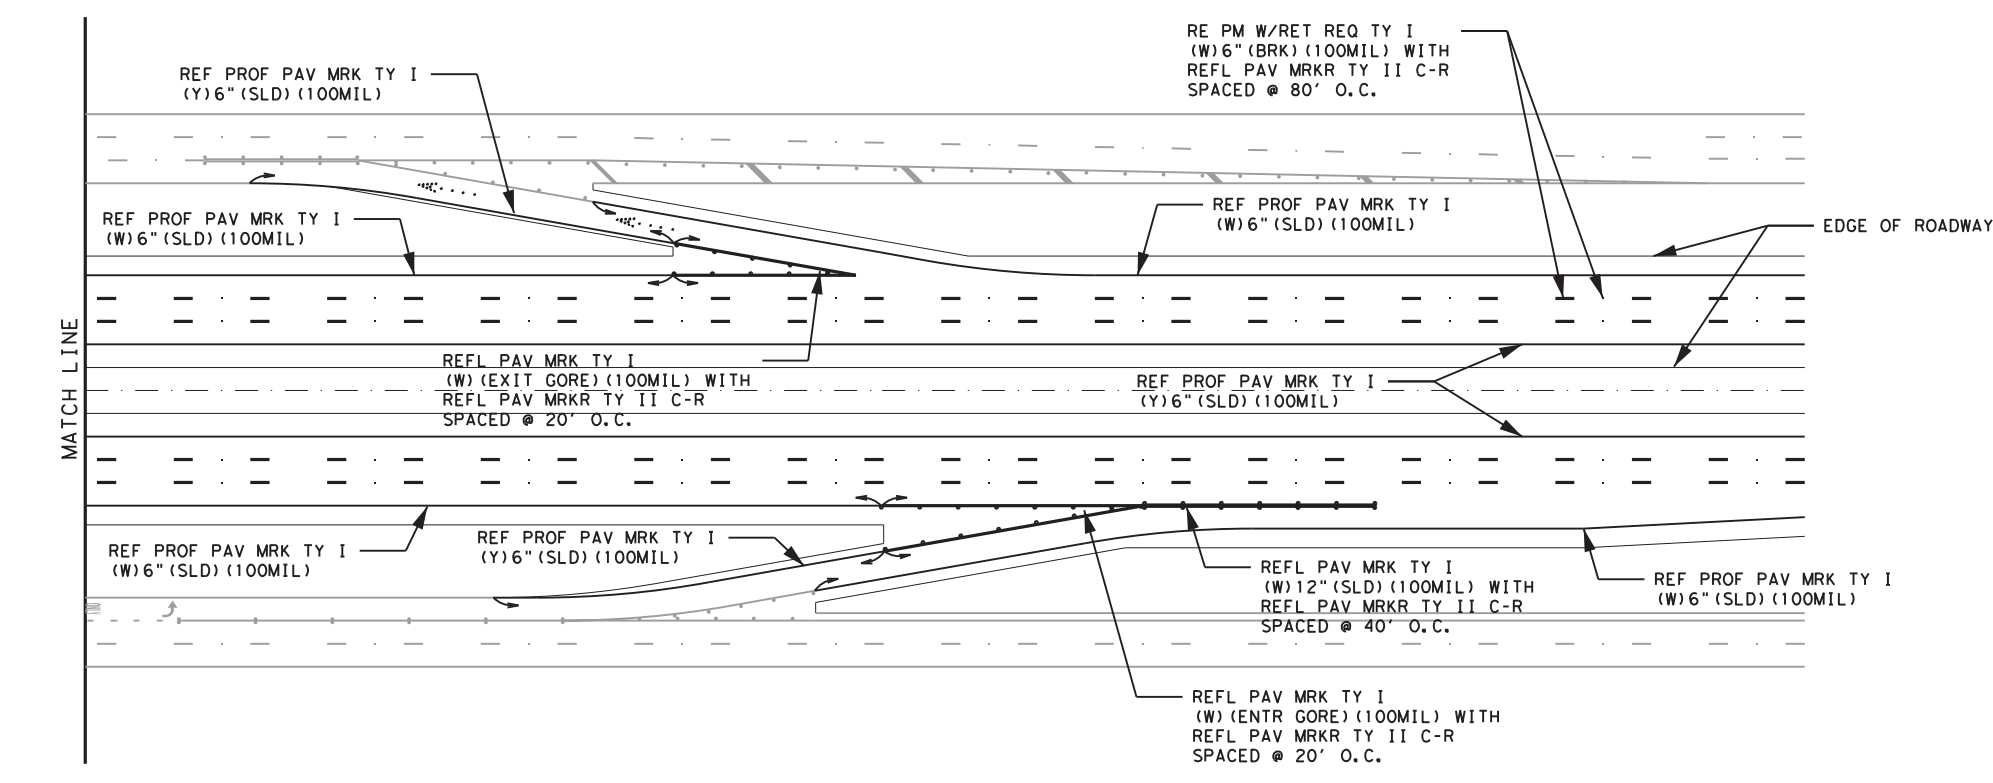 RE PM W/RET REQ TY I
(W)6"(BRK)(100MIL) WITH
REFL PAV MRKR TY II C-R
SPACED @ 80' O.C.
REF PROF PAV MRK TY I
(Y)6"(SLD)(100MIL)
REF PROF PAV MRK TY I
(W)6"(SLD)(100MIL)
REF PROF PAV MRK TY I
(W)6"(SLD)(100MIL)
EDGE OF ROADWAY
MATCH LINE
REFL PAV MRK TY I
(W)(EXIT GORE)(100MIL) WITH
REFL PAV MRKR TY II C-R
SPACED @ 20' O.C.
REF PROF PAV MRK TY I
(Y)6"(SLD)(100MIL)
REF PROF PAV MRK TY I
(W)6"(SLD)(100MIL)
REF PROF PAV MRK TY I
(Y)6"(SLD)(100MIL)
REFL PAV MRK TY I
(W)12"(SLD)(100MIL) WITH
REFL PAV MRKR TY II C-R
SPACED @ 40' O.C.
REF PROF PAV MRK TY I
(W)6"(SLD)(100MIL)
REFL PAV MRK TY I
(W)(ENTR GORE)(100MIL) WITH
REFL PAV MRKR TY II C-R
SPACED @ 20' O.C.